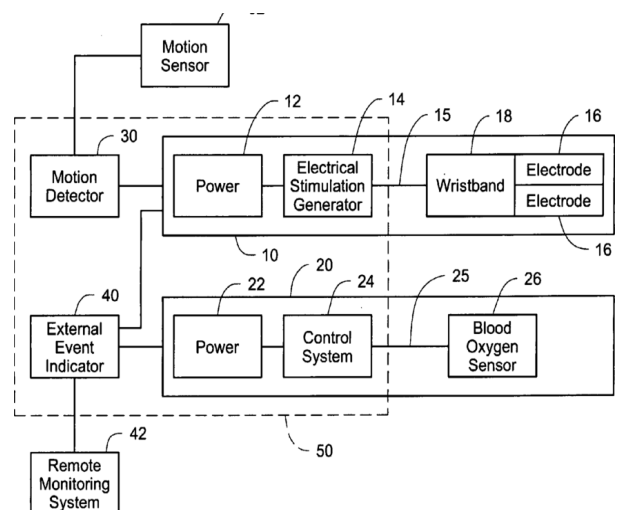 Motion
Sensor
12
14
15
18
16
30
Motion
Detector
Power
Electrical
Stimulation
Generator
Wristband
Electrode
Electrode
16
10
20
22
24
25
26
40
External
Event
Indicator
Power
Control
System
Blood
Oxygen
Sensor
50
42
Remote
Monitoring
System